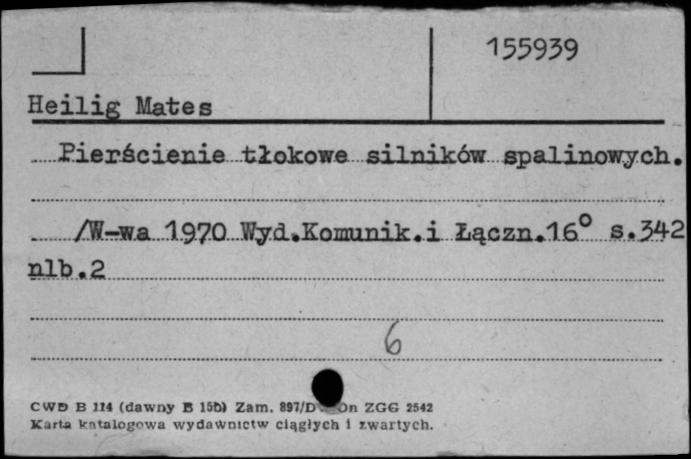 155939
Heilig Mates
Pierścienie tłokowe silników spalinowych.
/W-wa 1970 Wyd.Komunik.i Łączn.16° s.342
nlb.2
6
CWD B 114 (dawny B 15b) Zam. 897/D On ZGG 2542
Karta katalogowa wydawnictw ciągłych i zwartych.